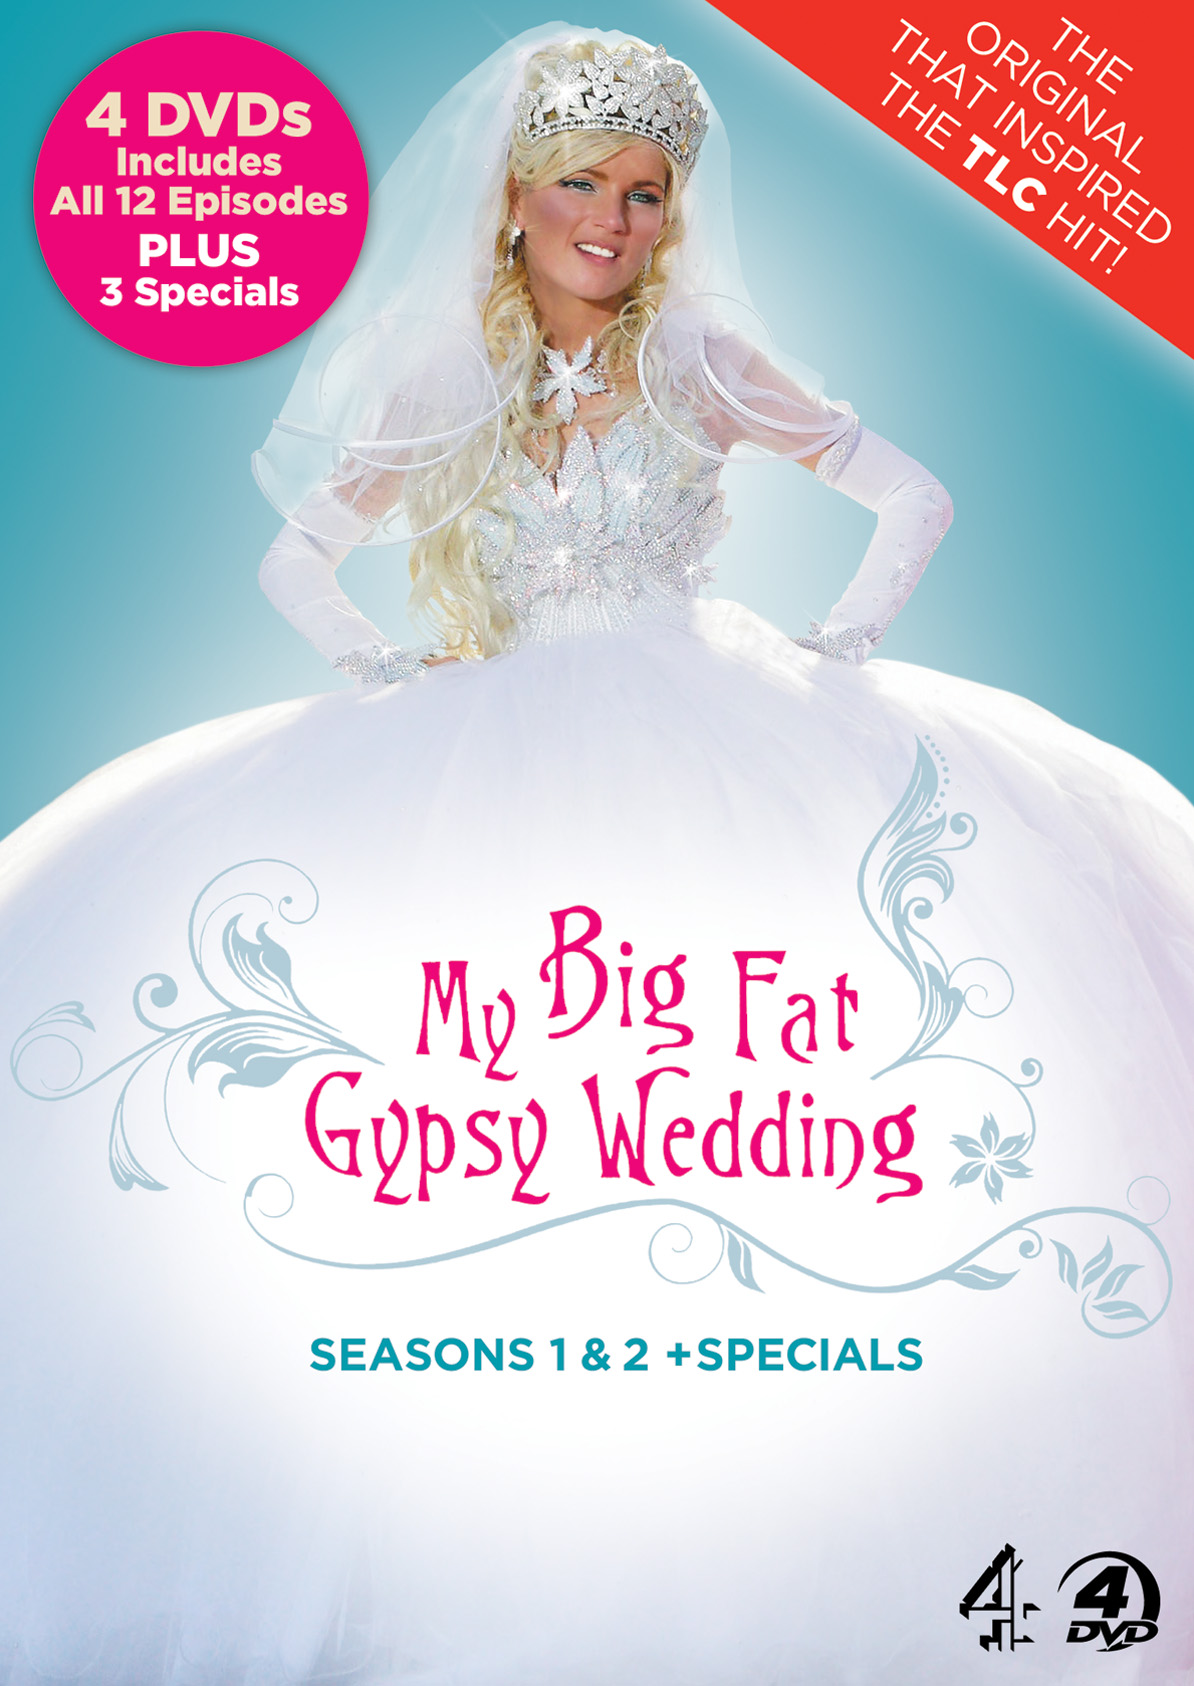 4 DVDs
Includes
All 12 Episodes
PLUS
3 Specials
THE
ORIGINAL
THAT INSPIRED
THE TLC HIT!
My Big Fat
Gypsy Wedding
SEASONS 1 & 2 +SPECIALS
4
4
DVD